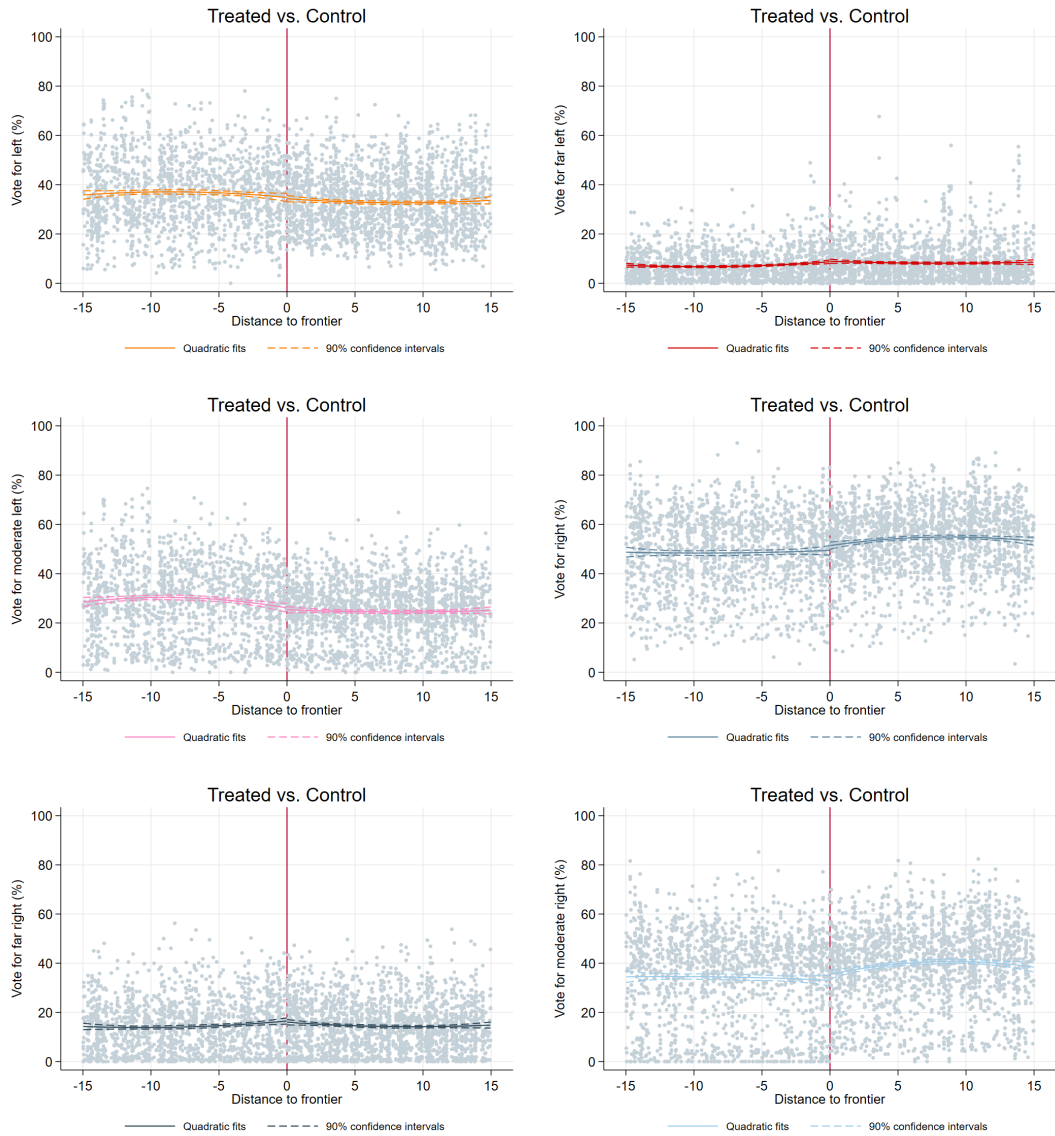 Treated vs. Control
Vote for left (%)
100
80
60
40
20
0
-15 -10 -5 0 5 10 15
Distance to frontier
Quadratic fits 90% confidence intervals
Treated vs. Control
Vote for far left (%)
100
80
60
40
20
0
-15 -10 -5 0 5 10 15
Distance to frontier
Quadratic fits 90% confidence intervals
Treated vs. Control
Vote for moderate left (%)
100
80
60
40
20
0
-15 -10 -5 0 5 10 15
Distance to frontier
Quadratic fits 90% confidence intervals
Treated vs. Control
Vote for right (%)
100
80
60
40
20
0
-15 -10 -5 0 5 10 15
Distance to frontier
Quadratic fits 90% confidence intervals
Treated vs. Control
Vote for far right (%)
100
80
60
40
20
0
-15 -10 -5 0 5 10 15
Distance to frontier
Quadratic fits 90% confidence intervals
Treated vs. Control
Vote for moderate right (%)
100
80
60
40
20
0
-15 -10 -5 0 5 10 15
Distance to frontier
Quadratic fits 90% confidence intervals